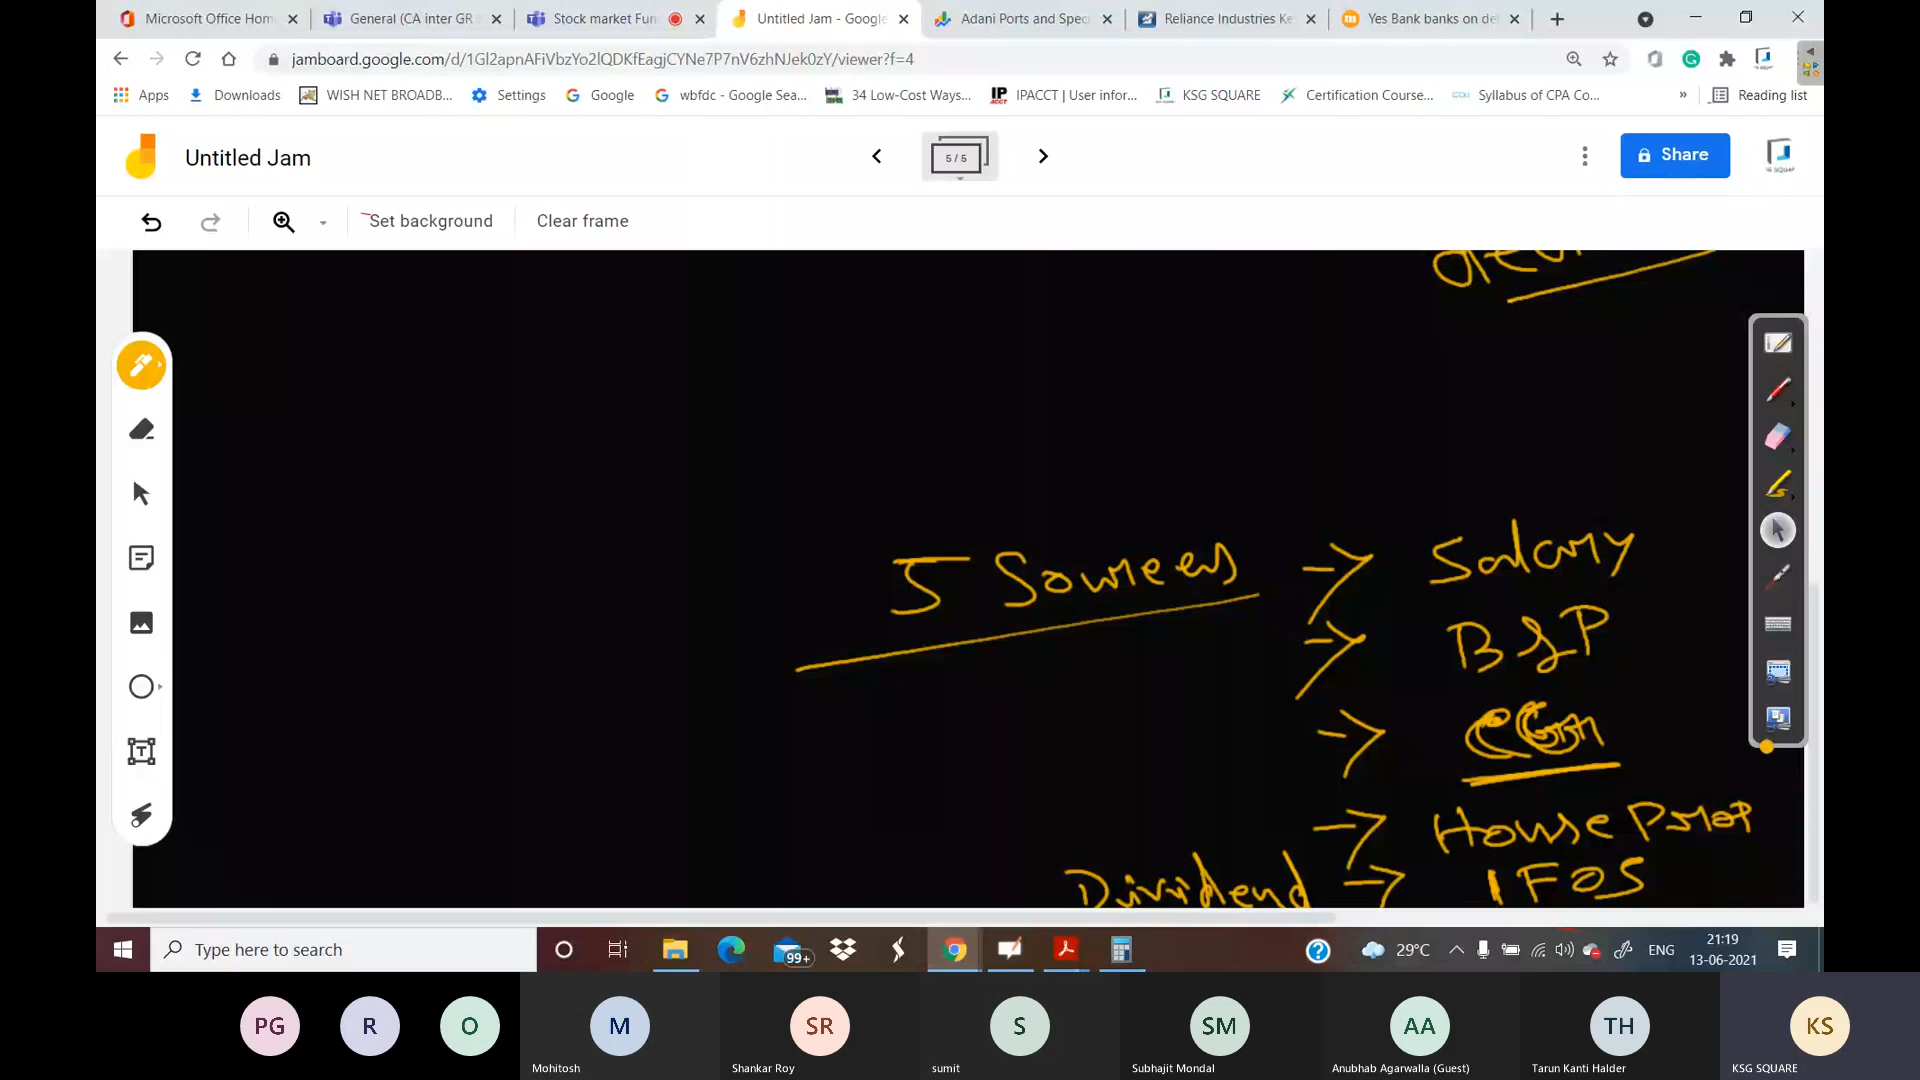 Microsoft Office Hom
General (CA inter GR
Stock market Fun
Untitled Jam - Google
Adani Ports and Spec
Reliance Industries Ke
Yes Bank banks on de
jamboard.google.com/d/1Gl2apnAFiVbzYo2lQDKfEagjCYNe7P7nV6zhNJek0zY/viewer?f=4
Apps
Downloads
WISH NET BROADB...
Settings
Google
wbfdc - Google Sea...
34 Low-Cost Ways...
IPACCT | User infor...
KSG SQUARE
Certification Course...
Syllabus of CPA Co...
»
Reading list
Untitled Jam
5 / 5
Share
Set background
Clear frame
5 Sources → Salary
→ B & P
→ CG
→ House Prop
Dividend → IFOS
Type here to search
99+
29°C
ENG
21:19
13-06-2021
PG
R
O
M
SR
S
SM
AA
TH
KS
Mohitosh
Shankar Roy
sumit
Subhajit Mondal
Anubhab Agarwalla (Guest)
Tarun Kanti Halder
KSG SQUARE